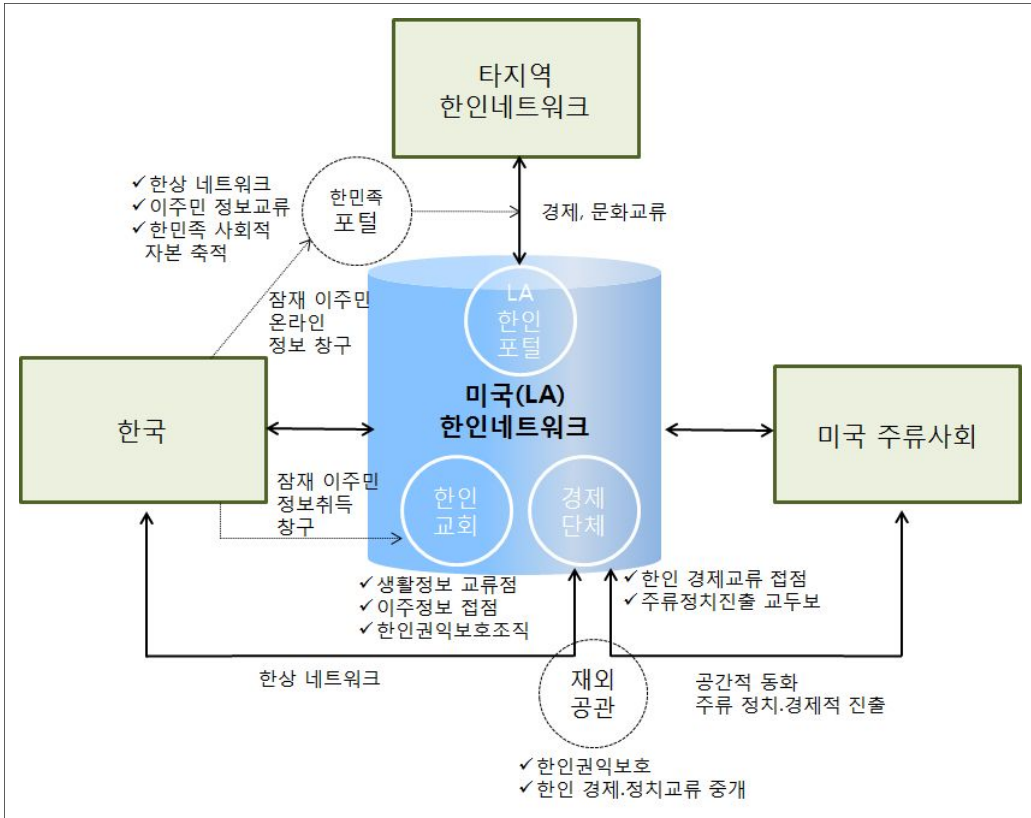 타지역
한인네트워크
✓한상 네트워크
✓이주민 정보교류
✓한민족 사회적
자본 축적
한민족
포털
경제, 문화교류
LA
한인
포털
잠재 이주민
온라인
정보 창구
한국
미국(LA)
한인네트워크
미국 주류사회
잠재 이주민
정보취득
창구
한인
교회
경제
단체
✓생활정보 교류점
✓이주정보 접점
✓한인권익보호조직
✓한인 경제교류 접점
✓주류정치진출 교두보
한상 네트워크
재외
공관
공간적 동화
주류 정치.경제적 진출
✓한인권익보호
✓한인 경제.정치교류 중개